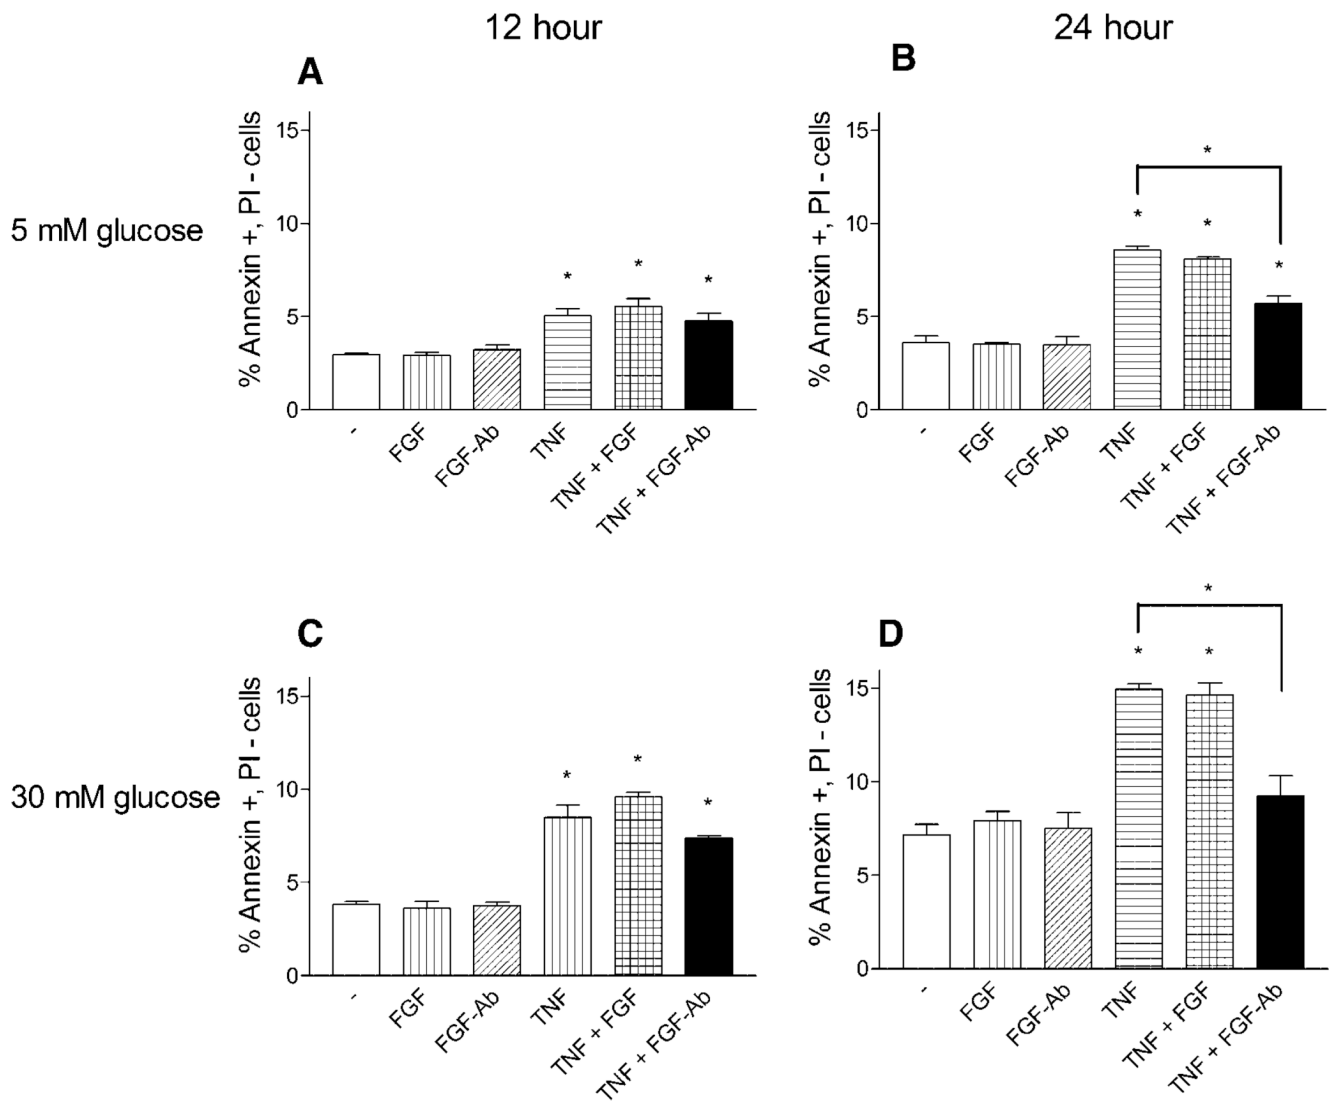 12 hour
24 hour
A
B
5 mM glucose
% Annexin +, PI - cells
15
10
5
0
*
*
*
-
FGF
FGF-Ab
TNF
TNF + FGF
TNF + FGF-Ab
% Annexin +, PI - cells
15
10
5
0
*
*
*
*
-
FGF
FGF-Ab
TNF
TNF + FGF
TNF + FGF-Ab
C
D
30 mM glucose
% Annexin +, PI - cells
15
10
5
0
*
*
*
-
FGF
FGF-Ab
TNF
TNF + FGF
TNF + FGF-Ab
% Annexin +, PI - cells
15
10
5
0
*
*
*
-
FGF
FGF-Ab
TNF
TNF + FGF
TNF + FGF-Ab